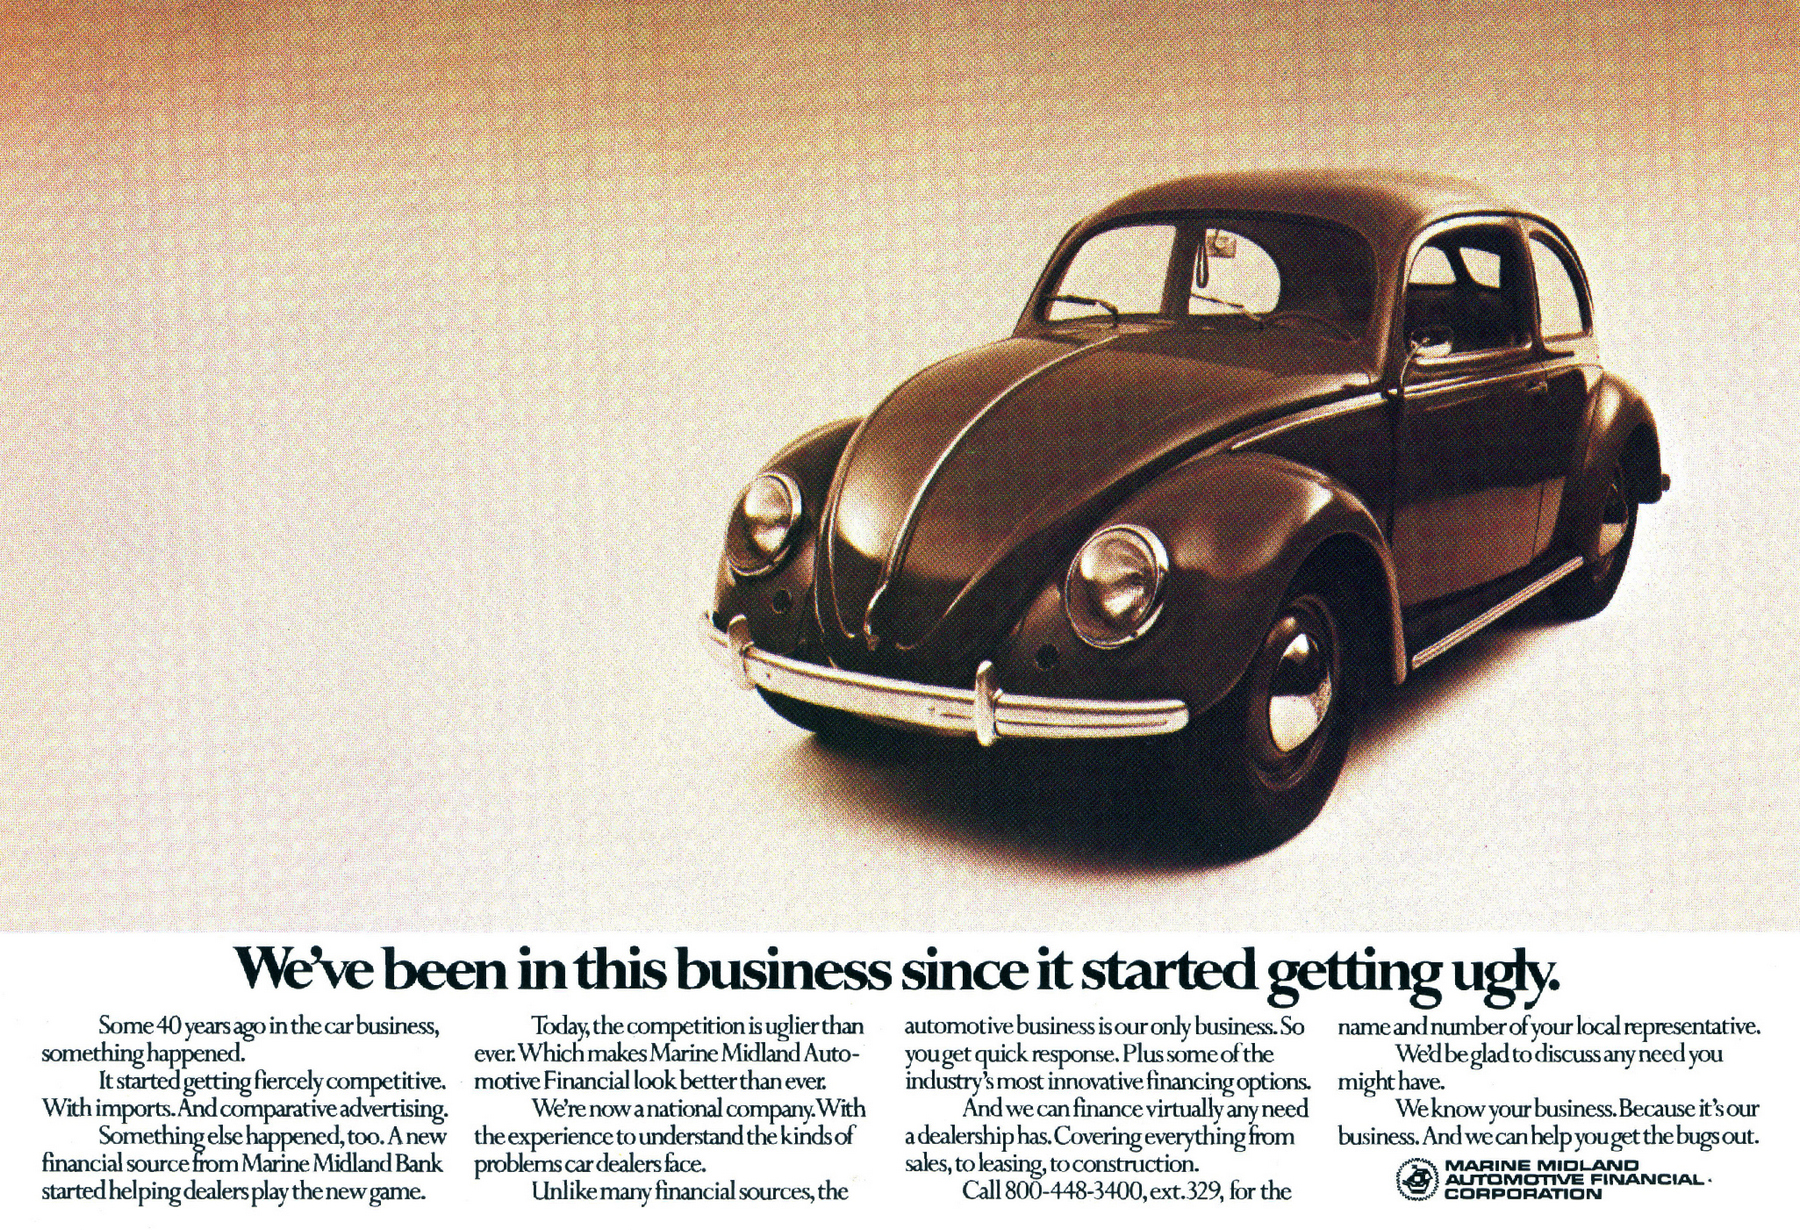 We've been in this business since it started getting ugly.
Some 40 years ago in the car business,
something happened.
It started getting fiercely competitive.
With imports. And comparative advertising.
Something else happened, too. A new
financial source from Marine Midland Bank
started helping dealers play the new game.
Today, the competition is uglier than
ever. Which makes Marine Midland Auto-
motive Financial look better than ever.
We're now a national company. With
the experience to understand the kinds of
problems car dealers face.
Unlike many financial sources, the
automotive business is our only business. So
you get quick response. Plus some of the
industry's most innovative financing options.
And we can finance virtually any need
a dealership has. Covering everything from
sales, to leasing, to construction.
Call 800-448-3400, ext. 329, for the
name and number of your local representative.
We'd be glad to discuss any need you
might have.
We know your business. Because it's our
business. And we can help you get the bugs out.
MARINE MIDLAND
AUTOMOTIVE FINANCIAL
CORPORATION